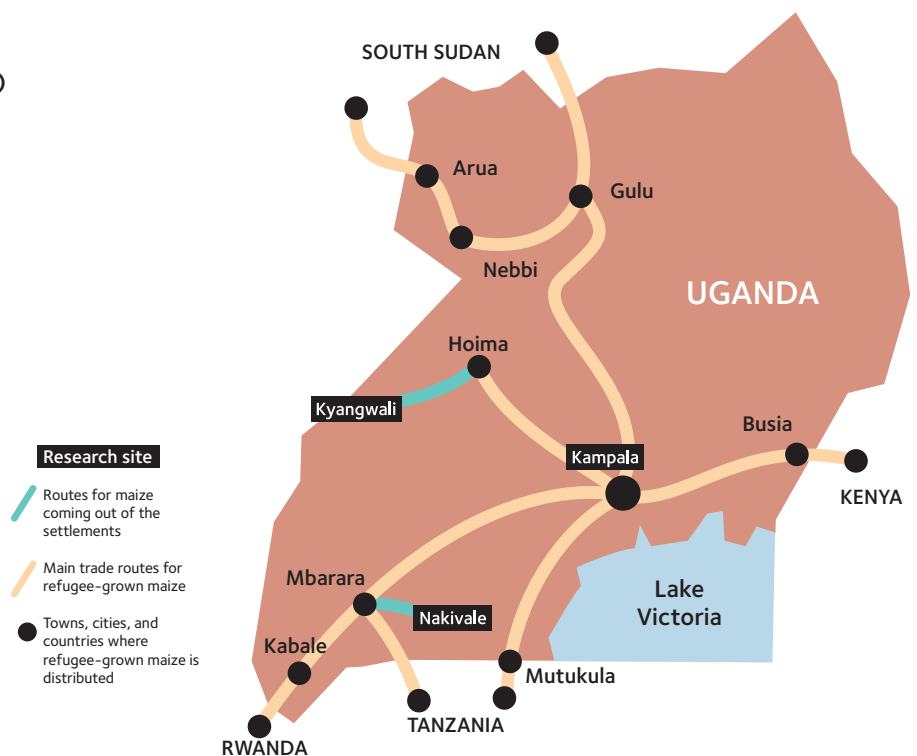 SOUTH SUDAN
Arua
Gulu
Nebbi
UGANDA
Hoima
Kyangwali
Busia
Kampala
KENYA
Research site
Routes for maize
coming out of the
settlements
Main trade routes for
refugee-grown maize
Towns, cities, and
countries where
refugee-grown maize is
distributed
Mbarara
Nakivale
Lake
Victoria
Kabale
Mutukula
TANZANIA
RWANDA